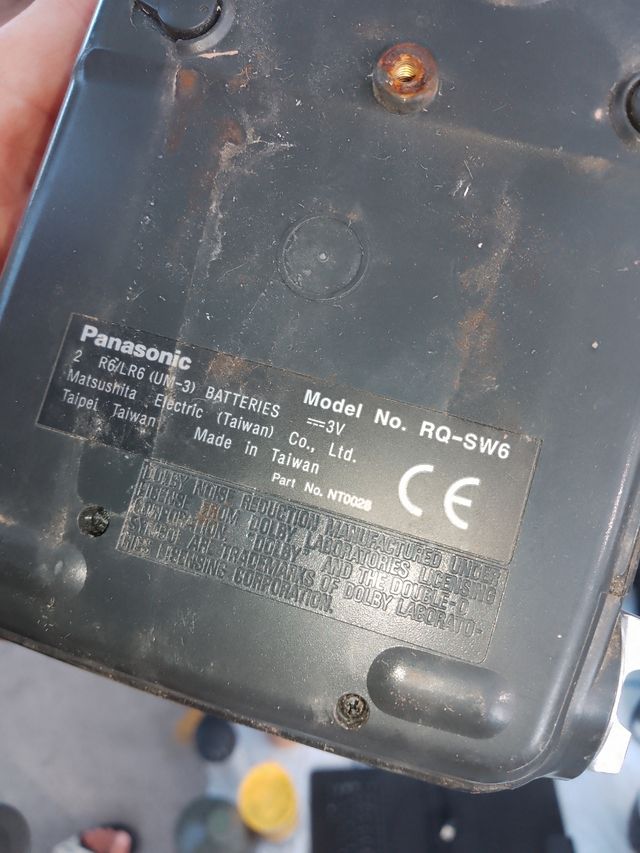 Panasonic
Model No. RQ-SW6
2 R6/LR6 (UM-3) BATTERIES ⎓3V
Matsushita Electric (Taiwan) Co., Ltd.
Taipei Taiwan
Made in Taiwan
Part No. NT0028
CE
DOLBY NOISE REDUCTION MANUFACTURED UNDER
LICENSE FROM DOLBY LABORATORIES LICENSING
CORPORATION. "DOLBY" AND THE DOUBLE-D
SYMBOL ARE TRADEMARKS OF DOLBY LABORATO-
RIES LICENSING CORPORATION.